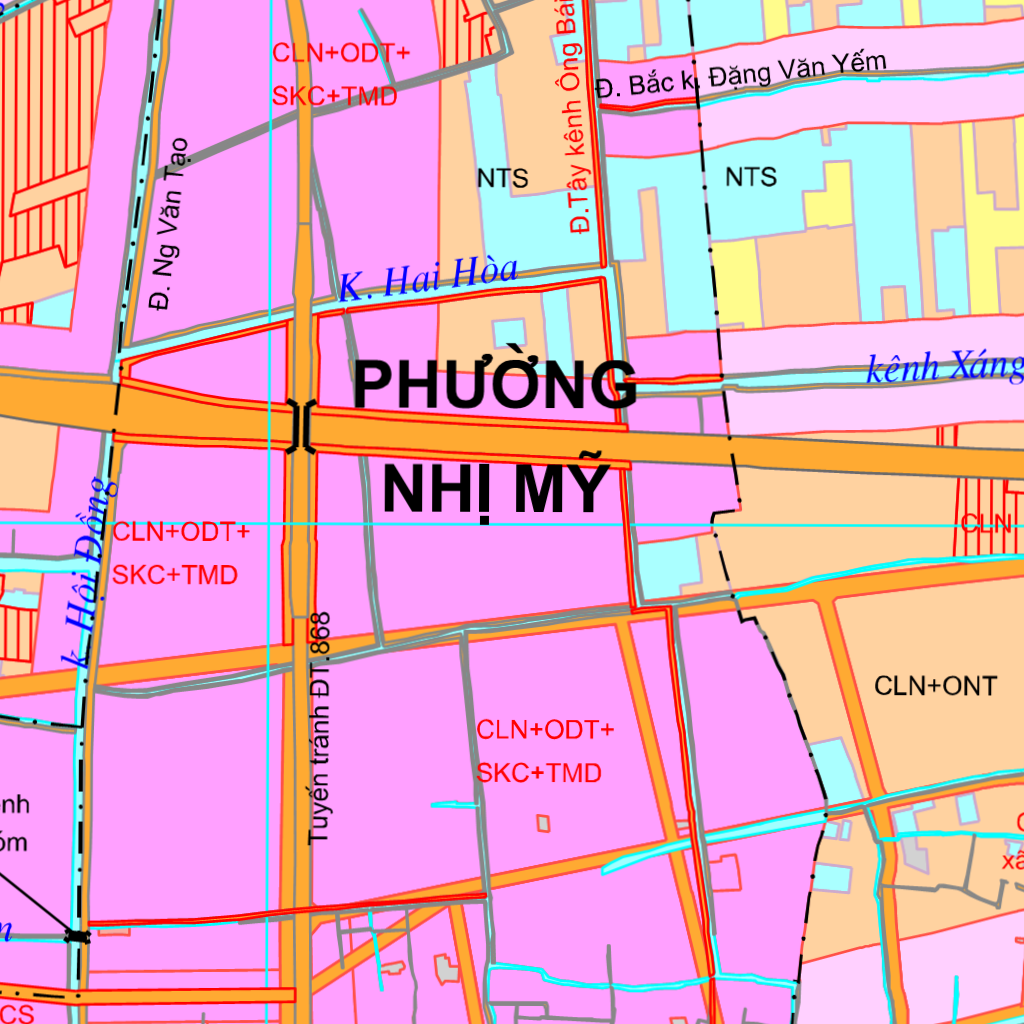 CLN+ODT+
SKC+TMD
Đ.Tây kênh Ông Bái
Đ. Bắc k. Đặng Văn Yếm
NTS
NTS
Đ. Ng Văn Tạo
K. Hai Hòa
PHƯỜNG
NHỊ MỸ
kênh Xáng
k. Hội Đồng
CLN+ODT+
SKC+TMD
CLN
Tuyến tránh ĐT.868
CLN+ONT
CLN+ODT+
SKC+TMD
CS